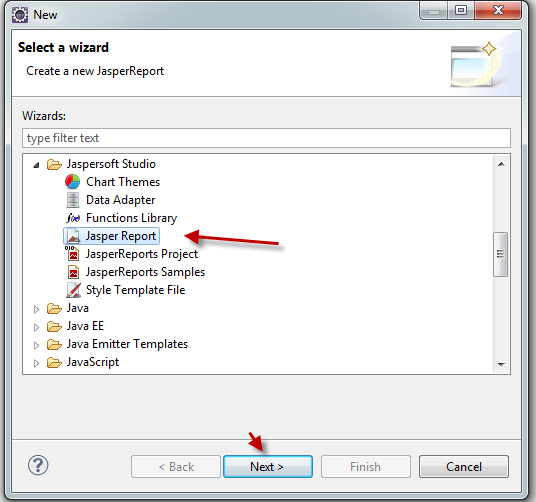 New
Select a wizard
Create a new JasperReport
Wizards:
type filter text
Jaspersoft Studio
Chart Themes
Data Adapter
f(x) Functions Library
Jasper Report
010 JasperReports Project
JasperReports Samples
Style Template File
Java
Java EE
Java Emitter Templates
JavaScript
? < Back Next > Finish Cancel